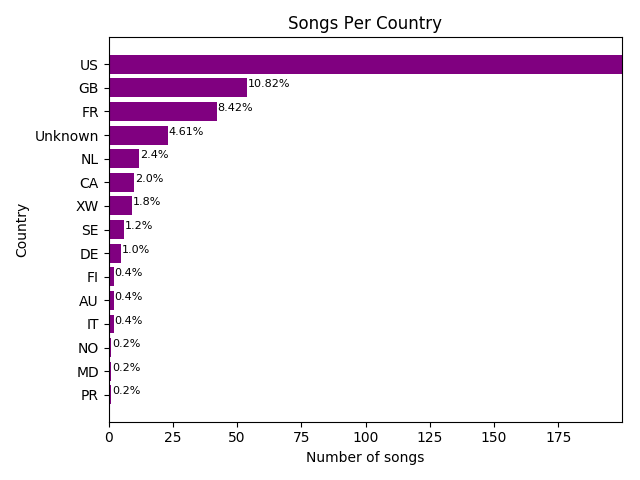 Songs Per Country
US
GB 10.82%
FR 8.42%
Unknown 4.61%
NL 2.4%
CA 2.0%
XW 1.8%
SE 1.2%
DE 1.0%
FI 0.4%
AU 0.4%
IT 0.4%
NO 0.2%
MD 0.2%
PR 0.2%
Country
0 25 50 75 100 125 150 175
Number of songs